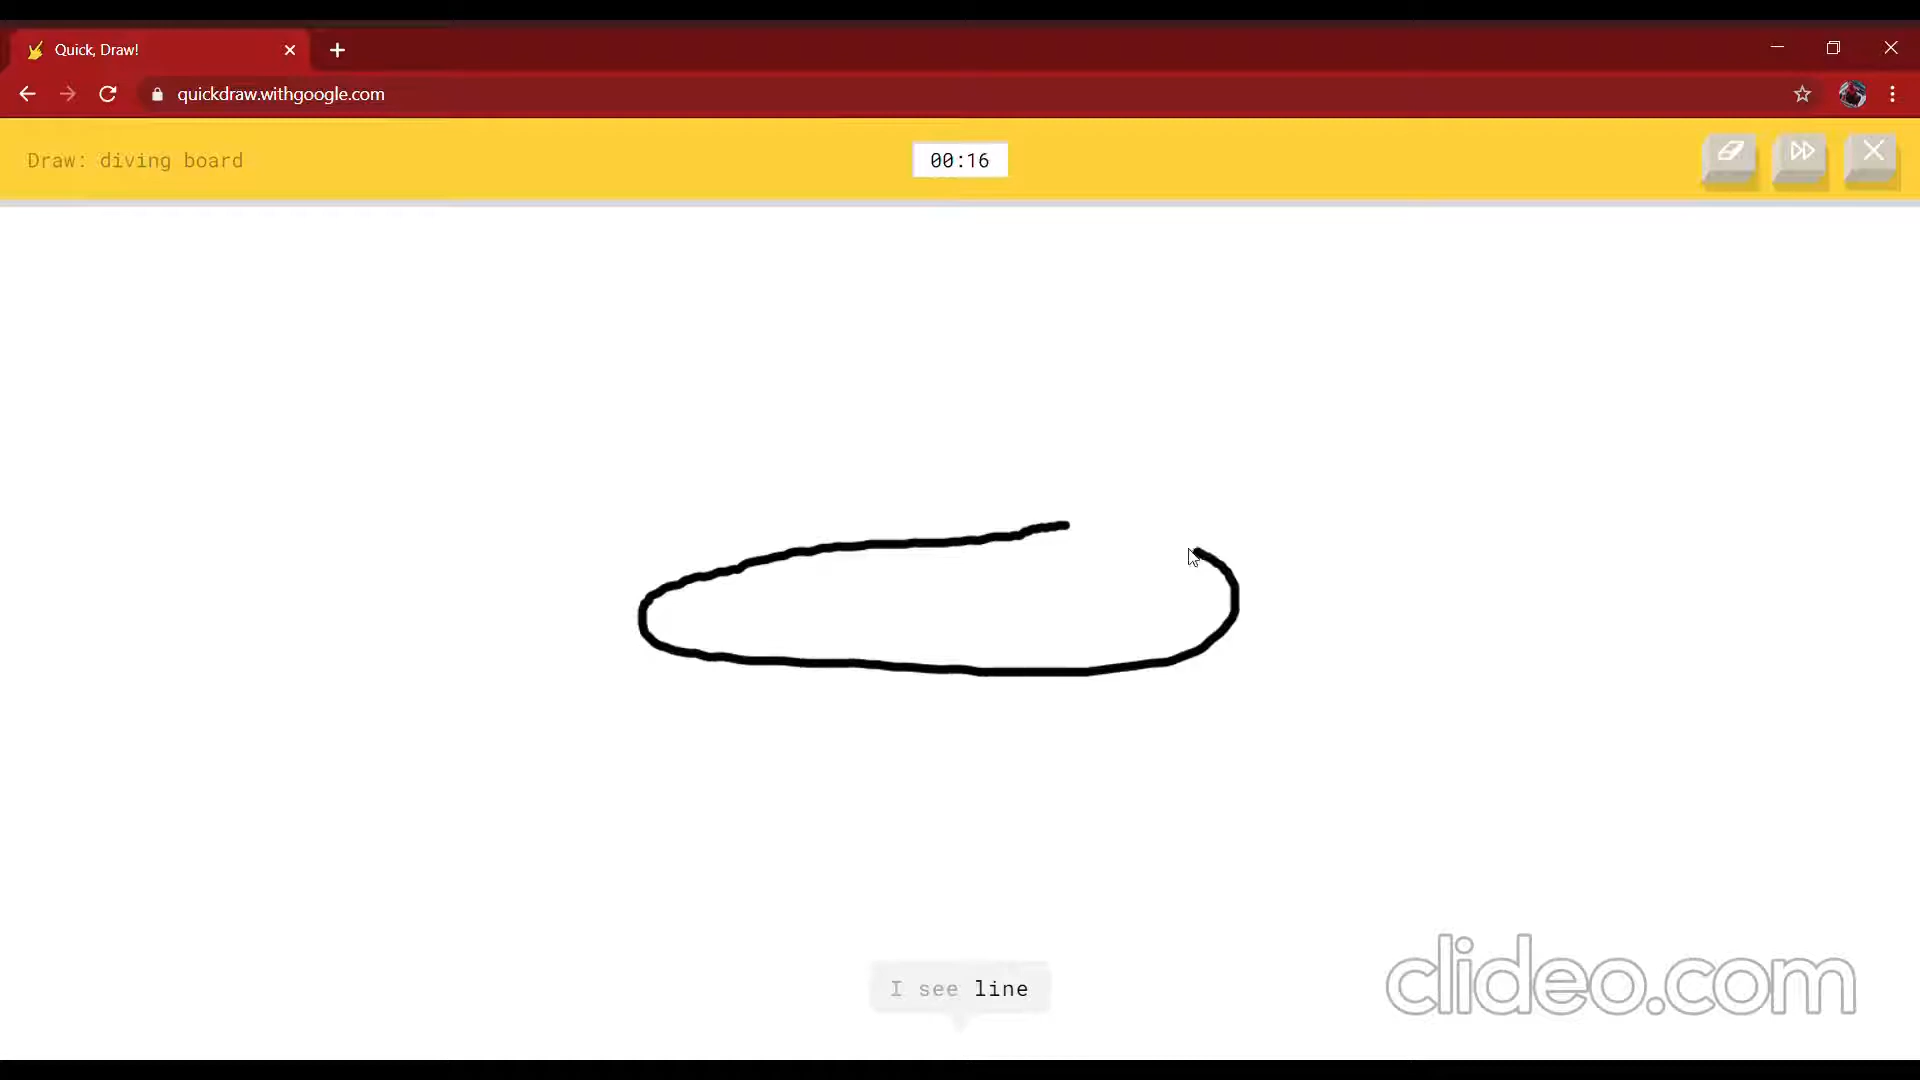 Quick, Draw!
quickdraw.withgoogle.com
Draw: diving board
00:16
I see line
clideo.com